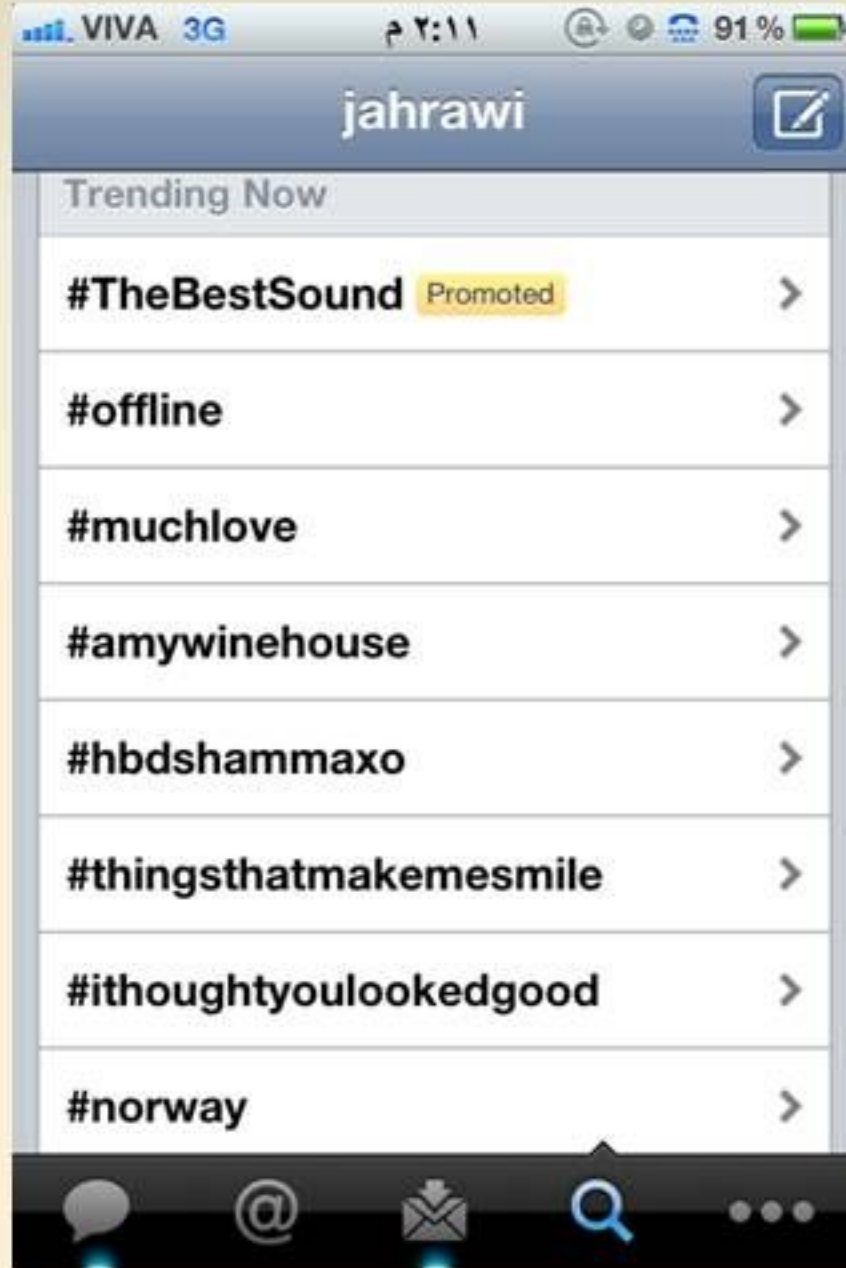 VIVA 3G ٢:١١ م 91%
jahrawi
Trending Now
#TheBestSound Promoted
#offline
#muchlove
#amywinehouse
#hbdshammaxo
#thingsthatmakemesmile
#ithoughtyoulookedgood
#norway
@